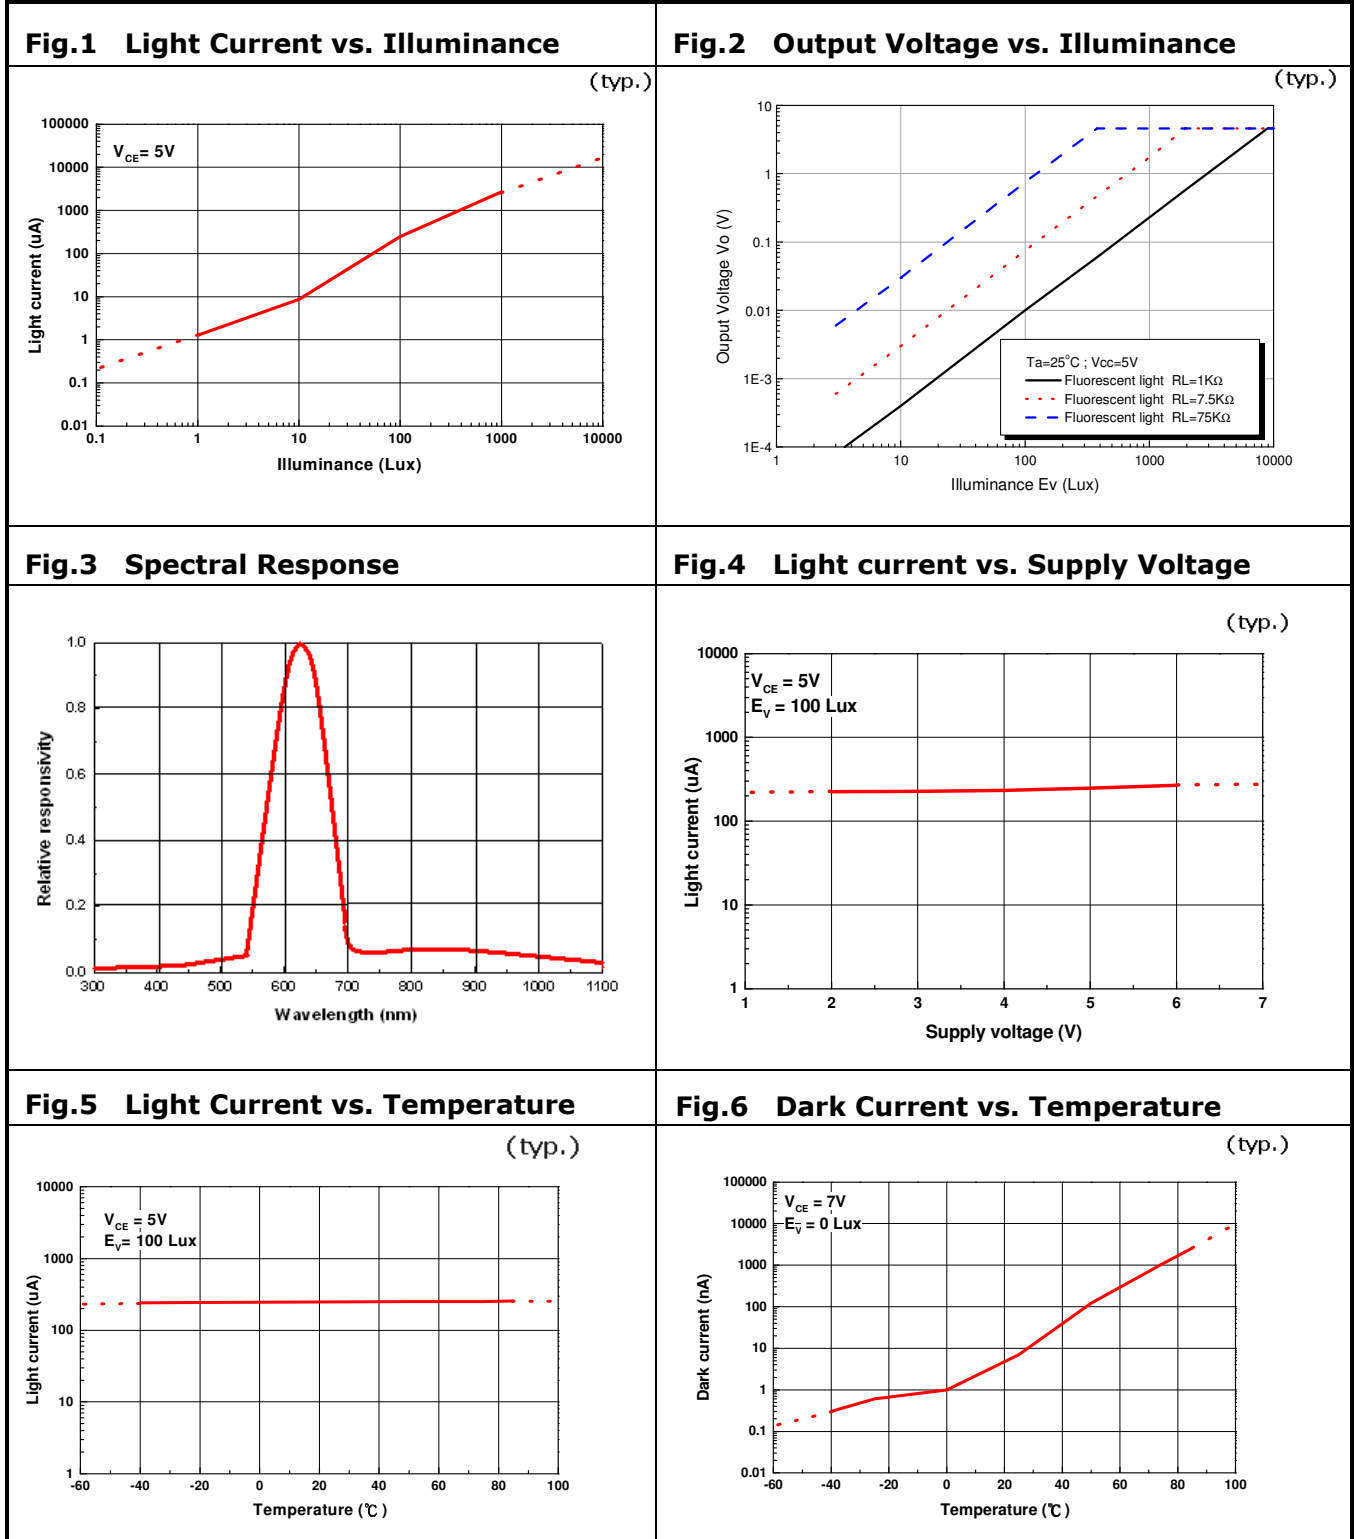 Fig.1 Light Current vs. Illuminance
(typ.)
100000
10000
1000
100
10
1
0.1
0.01
VCE= 5V
Light current (uA)
0.1 1 10 100 1000 10000
Illuminance (Lux)
Fig.2 Output Voltage vs. Illuminance
(typ.)
10
1
0.1
0.01
1E-3
1E-4
Ouput Voltage Vo (V)
Ta=25°C ; Vcc=5V
Fluorescent light RL=1KΩ
Fluorescent light RL=7.5KΩ
Fluorescent light RL=75KΩ
1 10 100 1000 10000
Illuminance Ev (Lux)
Fig.3 Spectral Response
1.0
0.8
0.6
0.4
0.2
0.0
Relative responsivity
300 400 500 600 700 800 900 1000 1100
Wavelength (nm)
Fig.4 Light current vs. Supply Voltage
(typ.)
10000
1000
100
10
1
VCE = 5V
EV = 100 Lux
Light current (uA)
1 2 3 4 5 6 7
Supply voltage (V)
Fig.5 Light Current vs. Temperature
(typ.)
10000
1000
100
10
1
VCE = 5V
EV= 100 Lux
Light current (uA)
-60 -40 -20 0 20 40 60 80 100
Temperature (℃)
Fig.6 Dark Current vs. Temperature
(typ.)
100000
10000
1000
100
10
1
0.1
0.01
VCE = 7V
EV = 0 Lux
Dark current (nA)
-60 -40 -20 0 20 40 60 80 100
Temperature (℃)